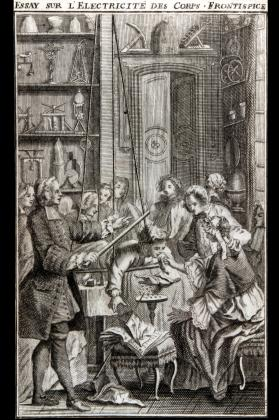 ESSAY SUR L'ELECTRICITÉ DES CORPS · FRONTISPICE